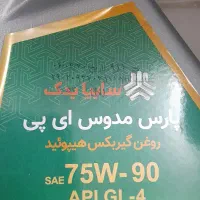 سایپا یدک
پارس مدوس ای پی
روغن گیربکس هیپوئید
SAE 75W-90
API GL-4